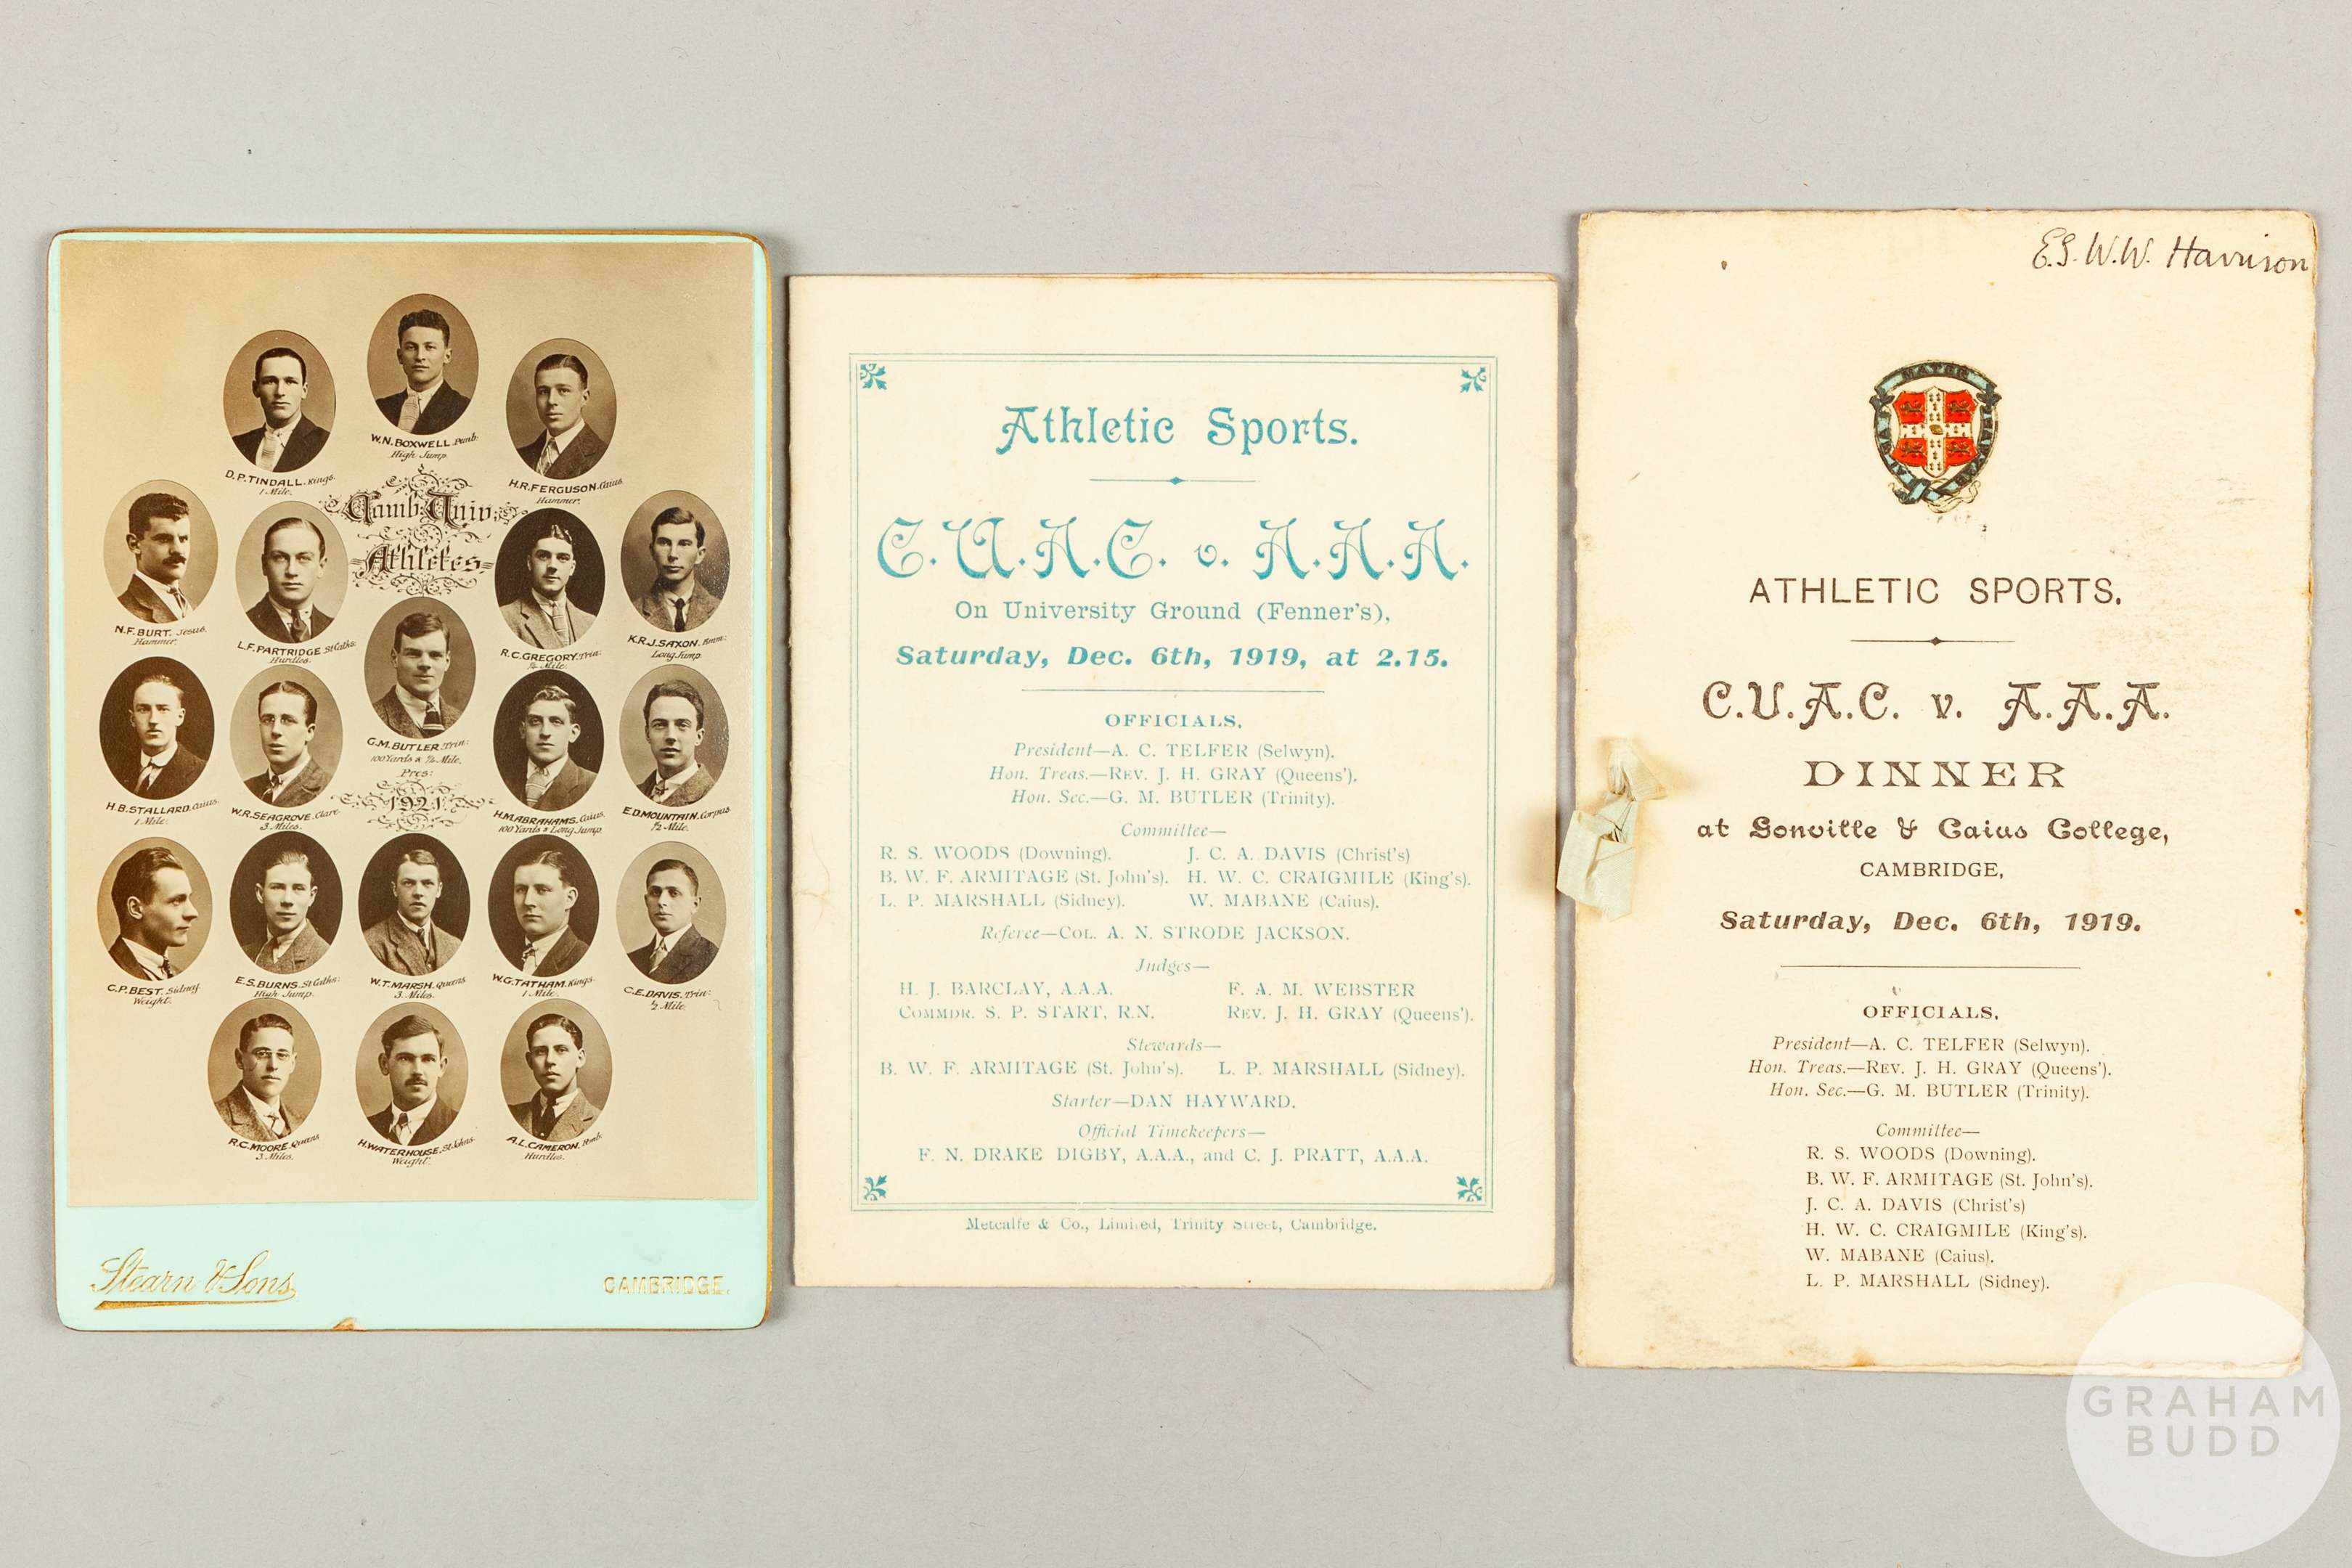 W.N. BOXWELL. Pemb:
High Jump.
D.P. TINDALL. Kings.
1 Mile.
H.R. FERGUSON. Caius.
Hammer.
Camb: Univ:
Athletes
N.F. BURT. Jesus.
Hammer.
L.F. PARTRIDGE. St Caths:
Hurdles.
R.C. GREGORY. Trin:
¼ Mile.
K.R.J. SAXON. Emm:
Long Jump.
G.M. BUTLER. Trin:
100 Yards & ¼ Mile.
Pres:
1921.
H.B. STALLARD. Caius.
1 Mile.
W.R. SEAGROVE. Clare.
3 Miles.
H.M. ABRAHAMS. Caius.
100 Yards & Long Jump.
E.D. MOUNTAIN. Corpus
½ Mile.
C.P. BEST. Sidney.
Weight.
E.S. BURNS. St Caths:
High Jump.
W.T. MARSH. Queens.
3 Miles.
W.G. TATHAM. Kings.
1 Mile.
C.E. DAVIS. Trin:
½ Mile.
R.C. MOORE. Queens
3 Miles.
H. WATERHOUSE. St Johns.
Weight.
A.L. CAMERON. Pemb.
Hurdles.
Stearn & Sons
CAMBRIDGE.
Athletic Sports.
C.U.A.C. v. A.A.A.
On University Ground (Fenner's),
Saturday, Dec. 6th, 1919, at 2.15.
OFFICIALS.
President—A. C. TELFER (Selwyn).
Hon. Treas.—REV. J. H. GRAY (Queens').
Hon. Sec.—G. M. BUTLER (Trinity).
Committee—
R. S. WOODS (Downing). J. C. A. DAVIS (Christ's)
B. W. F. ARMITAGE (St. John's). H. W. C. CRAIGMILE (King's).
L. P. MARSHALL (Sidney). W. MABANE (Caius).
Referee—COL. A. N. STRODE JACKSON.
Judges—
H. J. BARCLAY, A.A.A. F. A. M. WEBSTER
COMMDR. S. P. START, R.N. REV. J. H. GRAY (Queens').
Stewards—
B. W. F. ARMITAGE (St. John's). L. P. MARSHALL (Sidney).
Starter—DAN HAYWARD.
Official Timekeepers—
F. N. DRAKE DIGBY, A.A.A., and C. J. PRATT, A.A.A.
Metcalfe & Co., Limited, Trinity Street, Cambridge.
E.S. W.W. Harrison
MATER
ATHLETIC SPORTS.
C.U.A.C. v. A.A.A.
DINNER
at Gonville & Caius College,
CAMBRIDGE,
Saturday, Dec. 6th, 1919.
OFFICIALS.
President—A. C. TELFER (Selwyn).
Hon. Treas.—REV. J. H. GRAY (Queens').
Hon. Sec.—G. M. BUTLER (Trinity).
Committee—
R. S. WOODS (Downing).
B. W. F. ARMITAGE (St. John's).
J. C. A. DAVIS (Christ's)
H. W. C. CRAIGMILE (King's).
W. MABANE (Caius).
L. P. MARSHALL (Sidney).
GRAHAM
BUDD